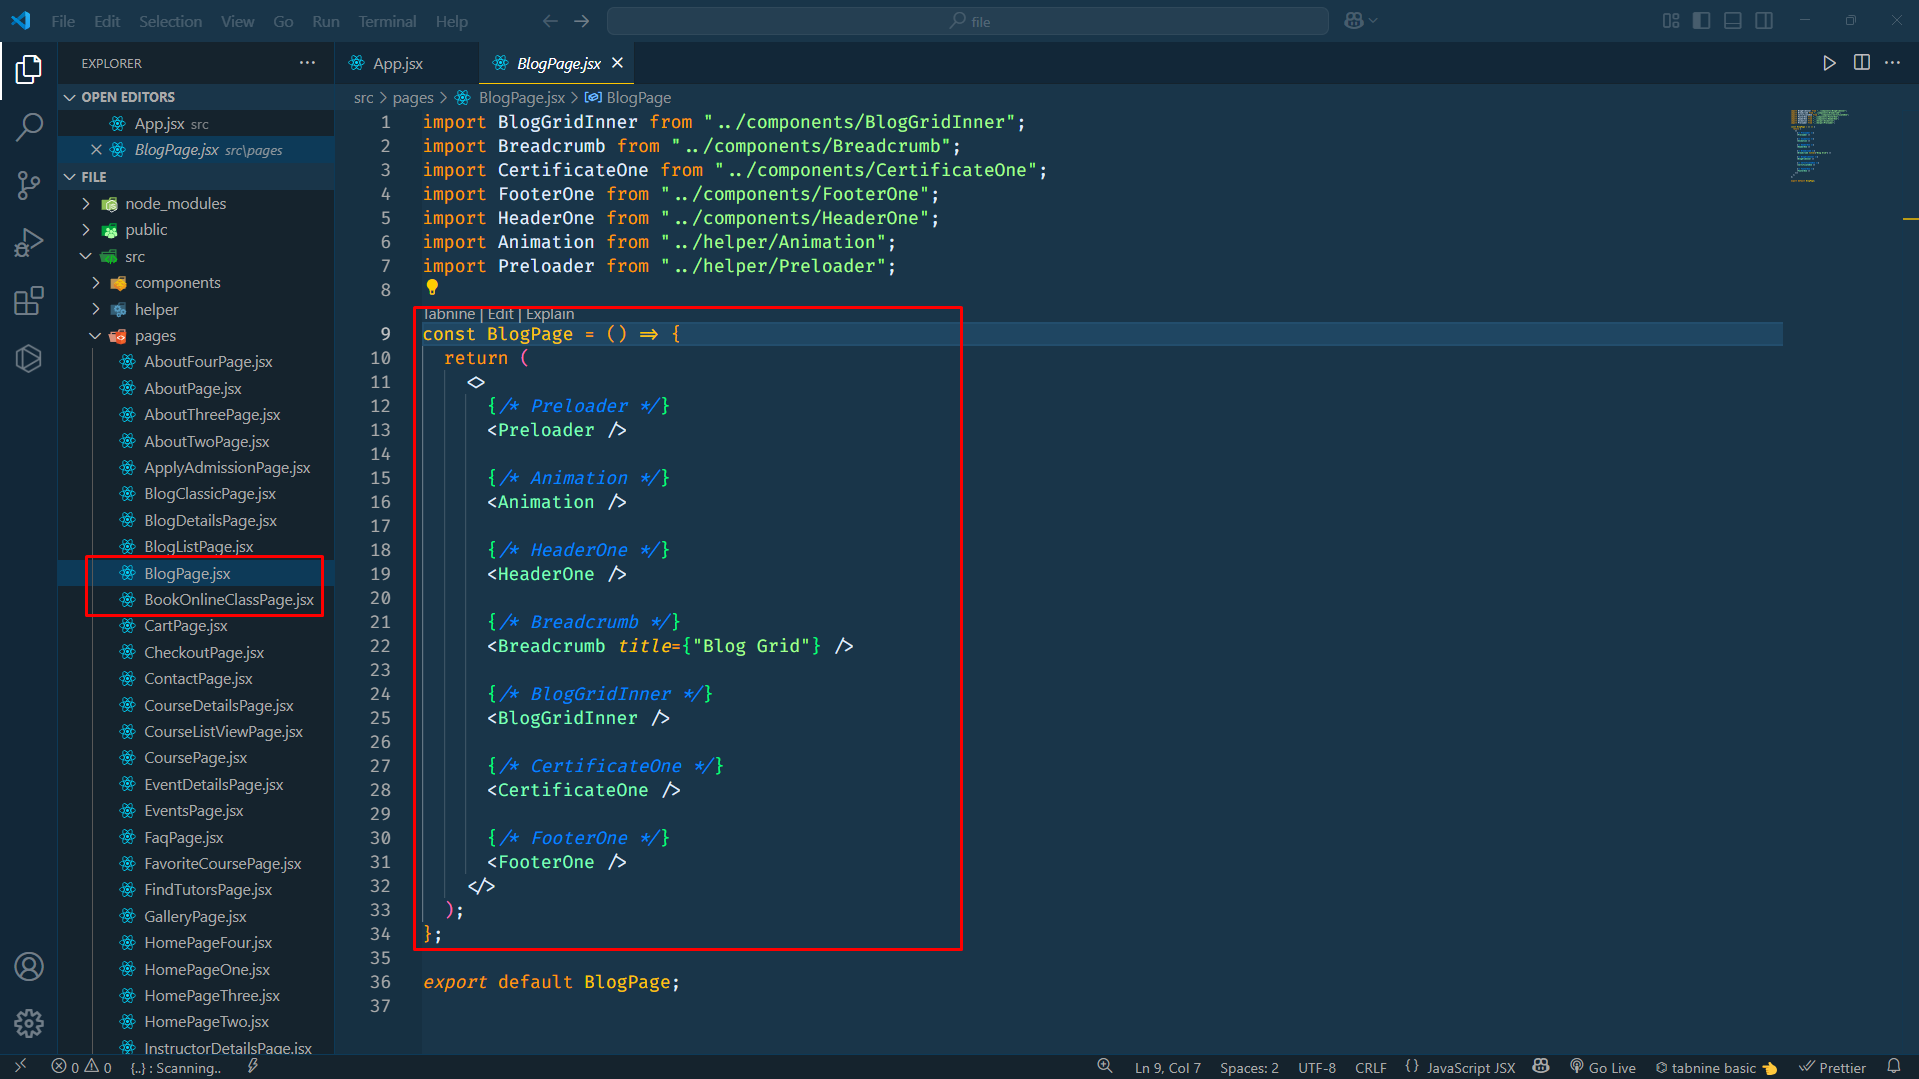 File Edit Selection View Go Run Terminal Help
file
EXPLORER
OPEN EDITORS
App.jsx src
BlogPage.jsx src\pages
FILE
node_modules
public
src
components
helper
pages
AboutFourPage.jsx
AboutPage.jsx
AboutThreePage.jsx
AboutTwoPage.jsx
ApplyAdmissionPage.jsx
BlogClassicPage.jsx
BlogDetailsPage.jsx
BlogListPage.jsx
BlogPage.jsx
BookOnlineClassPage.jsx
CartPage.jsx
CheckoutPage.jsx
ContactPage.jsx
CourseDetailsPage.jsx
CourseListViewPage.jsx
CoursePage.jsx
EventDetailsPage.jsx
EventsPage.jsx
FaqPage.jsx
FavoriteCoursePage.jsx
FindTutorsPage.jsx
GalleryPage.jsx
HomePageFour.jsx
HomePageOne.jsx
HomePageThree.jsx
HomePageTwo.jsx
InstructorDetailsPage.jsx
App.jsx
BlogPage.jsx
src > pages > BlogPage.jsx > BlogPage
1 import BlogGridInner from "../components/BlogGridInner";
2 import Breadcrumb from "../components/Breadcrumb";
3 import CertificateOne from "../components/CertificateOne";
4 import FooterOne from "../components/FooterOne";
5 import HeaderOne from "../components/HeaderOne";
6 import Animation from "../helper/Animation";
7 import Preloader from "../helper/Preloader";
8
Tabnine | Edit | Explain
9 const BlogPage = () => {
10 return (
11 <>
12 {/* Preloader */}
13 <Preloader />
14
15 {/* Animation */}
16 <Animation />
17
18 {/* HeaderOne */}
19 <HeaderOne />
20
21 {/* Breadcrumb */}
22 <Breadcrumb title={"Blog Grid"} />
23
24 {/* BlogGridInner */}
25 <BlogGridInner />
26
27 {/* CertificateOne */}
28 <CertificateOne />
29
30 {/* FooterOne */}
31 <FooterOne />
32 </>
33 );
34 };
35
36 export default BlogPage;
37
0 0 {..} : Scanning..
Ln 9, Col 7 Spaces: 2 UTF-8 CRLF {} JavaScript JSX Go Live tabnine basic Prettier